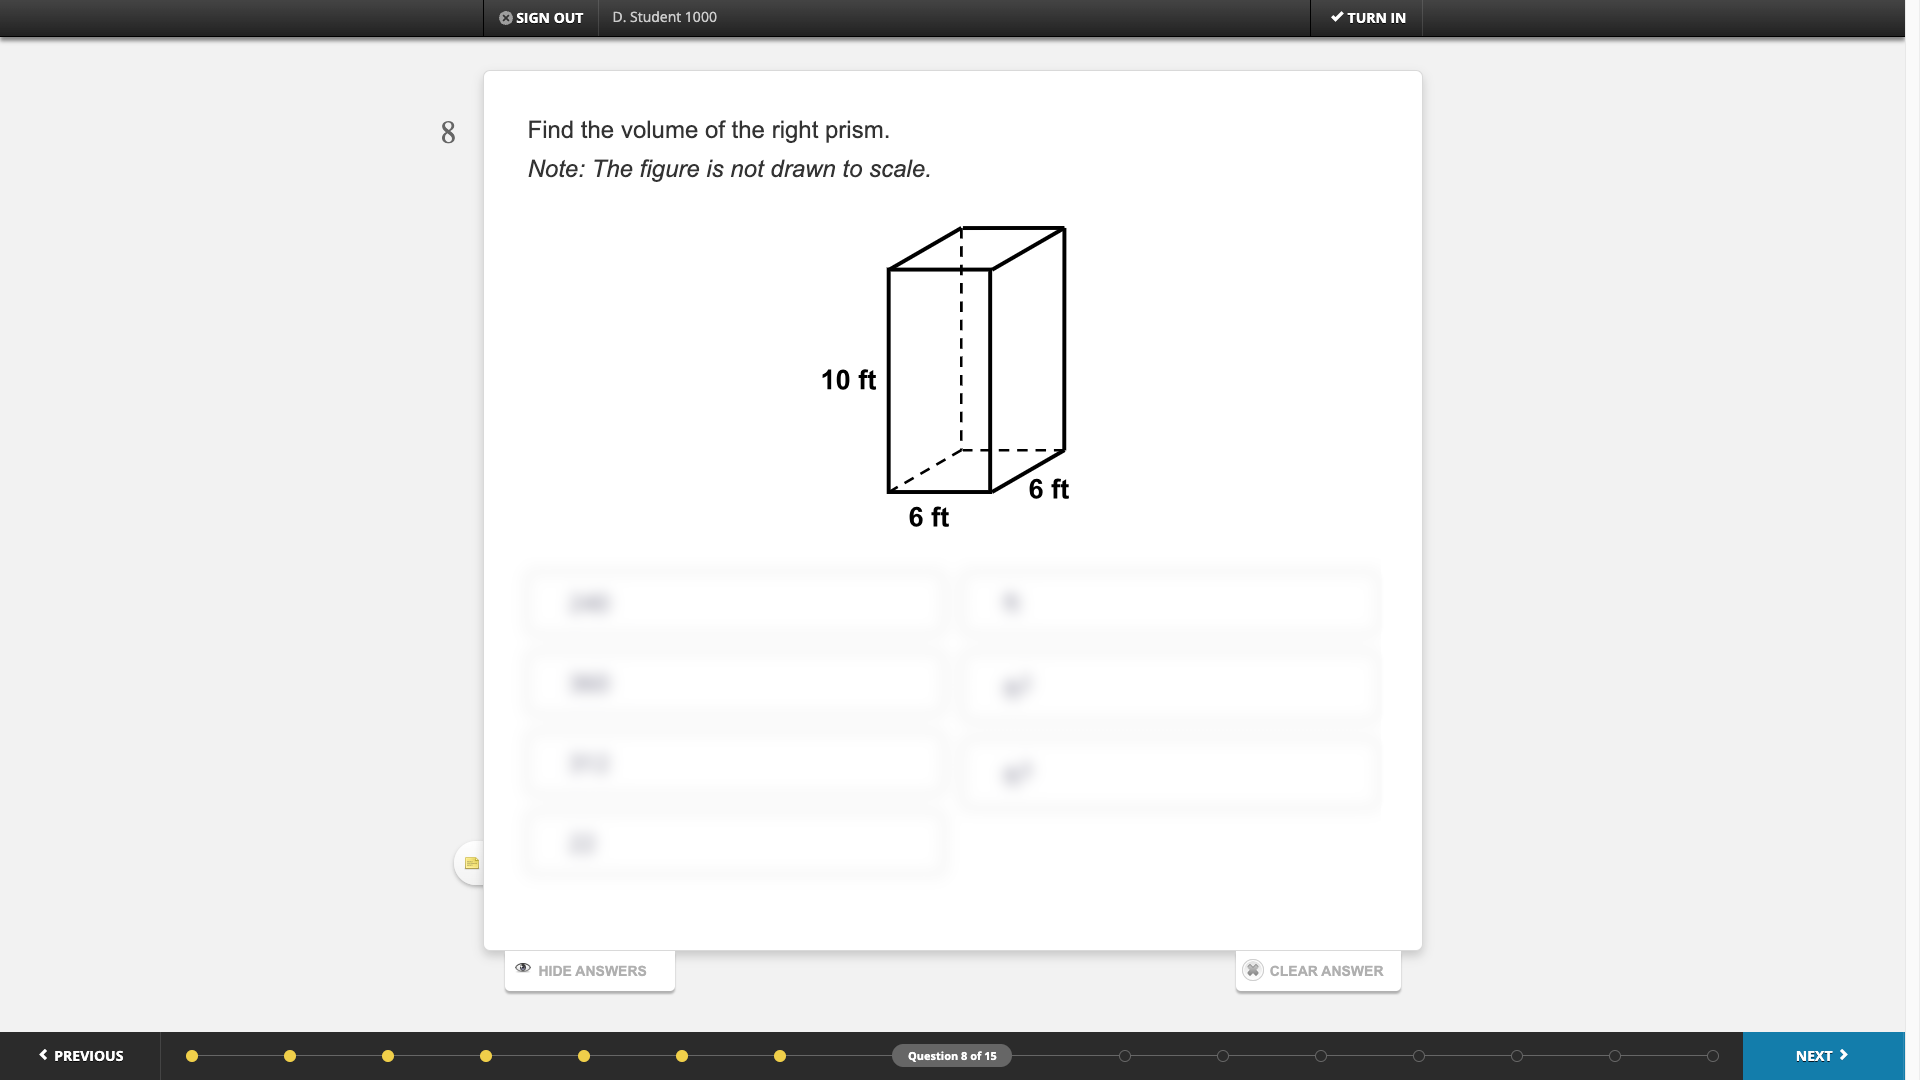 SIGN OUT
D. Student 1000
TURN IN
8
Find the volume of the right prism.
Note: The figure is not drawn to scale.
10 ft
6 ft
6 ft
HIDE ANSWERS
CLEAR ANSWER
PREVIOUS
Question 8 of 15
NEXT